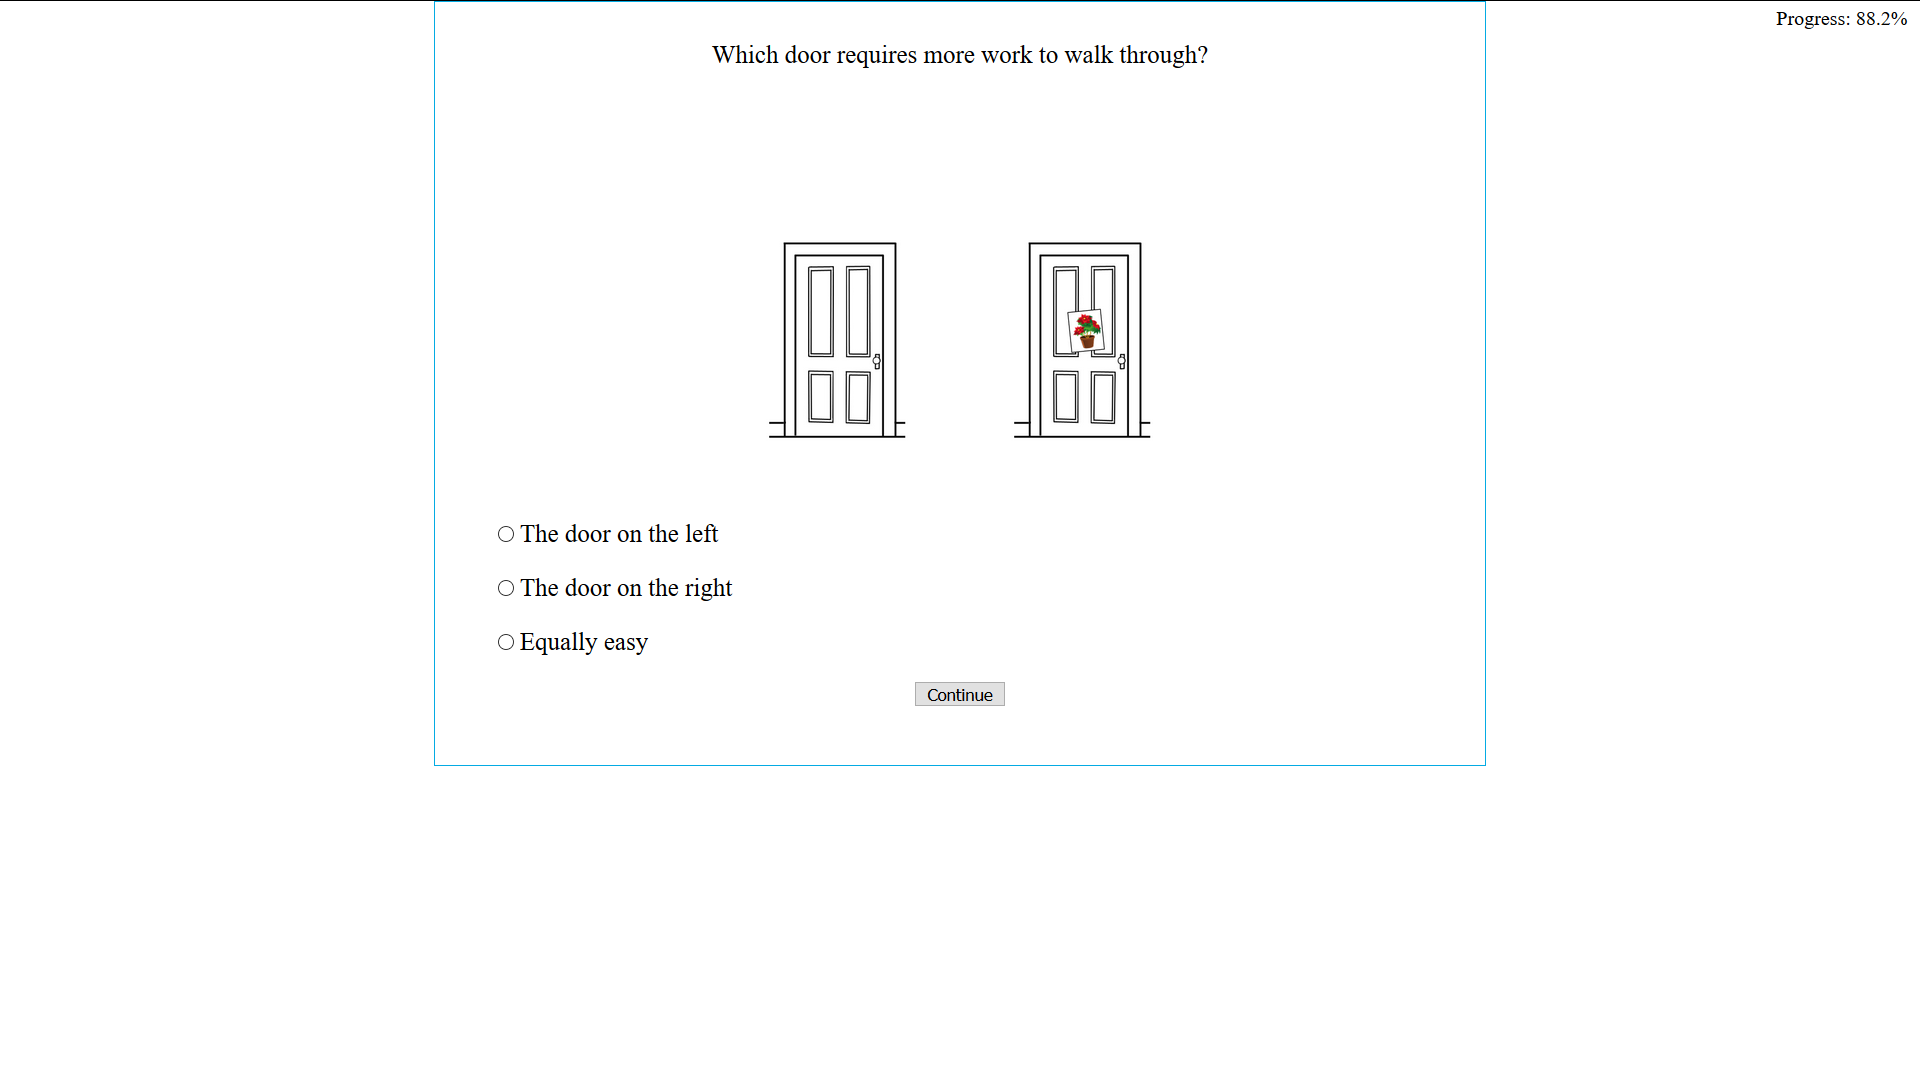 Progress: 88.2%
Which door requires more work to walk through?
The door on the left
The door on the right
Equally easy
Continue